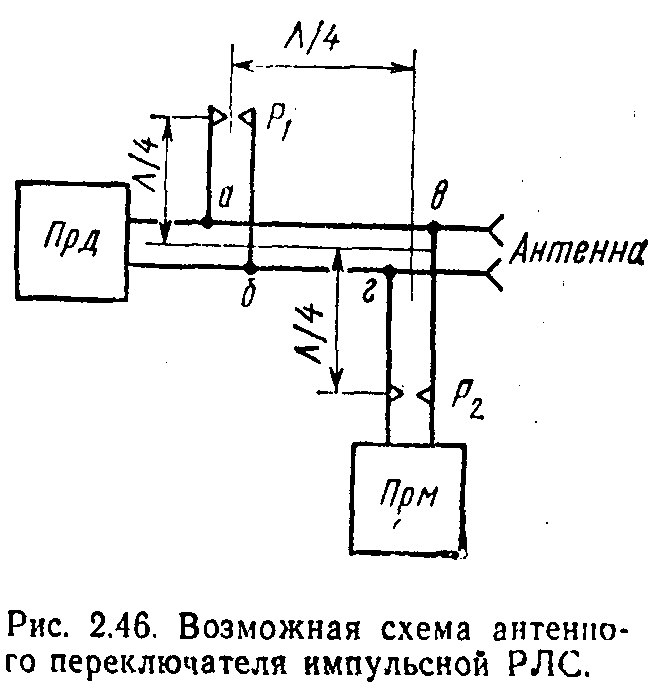 Λ/4
P₁
Λ/4
а
в
Прд
Антенна
б
г
Λ/4
P₂
Прм
Рис. 2.46. Возможная схема антенно-
го переключателя импульсной РЛС.